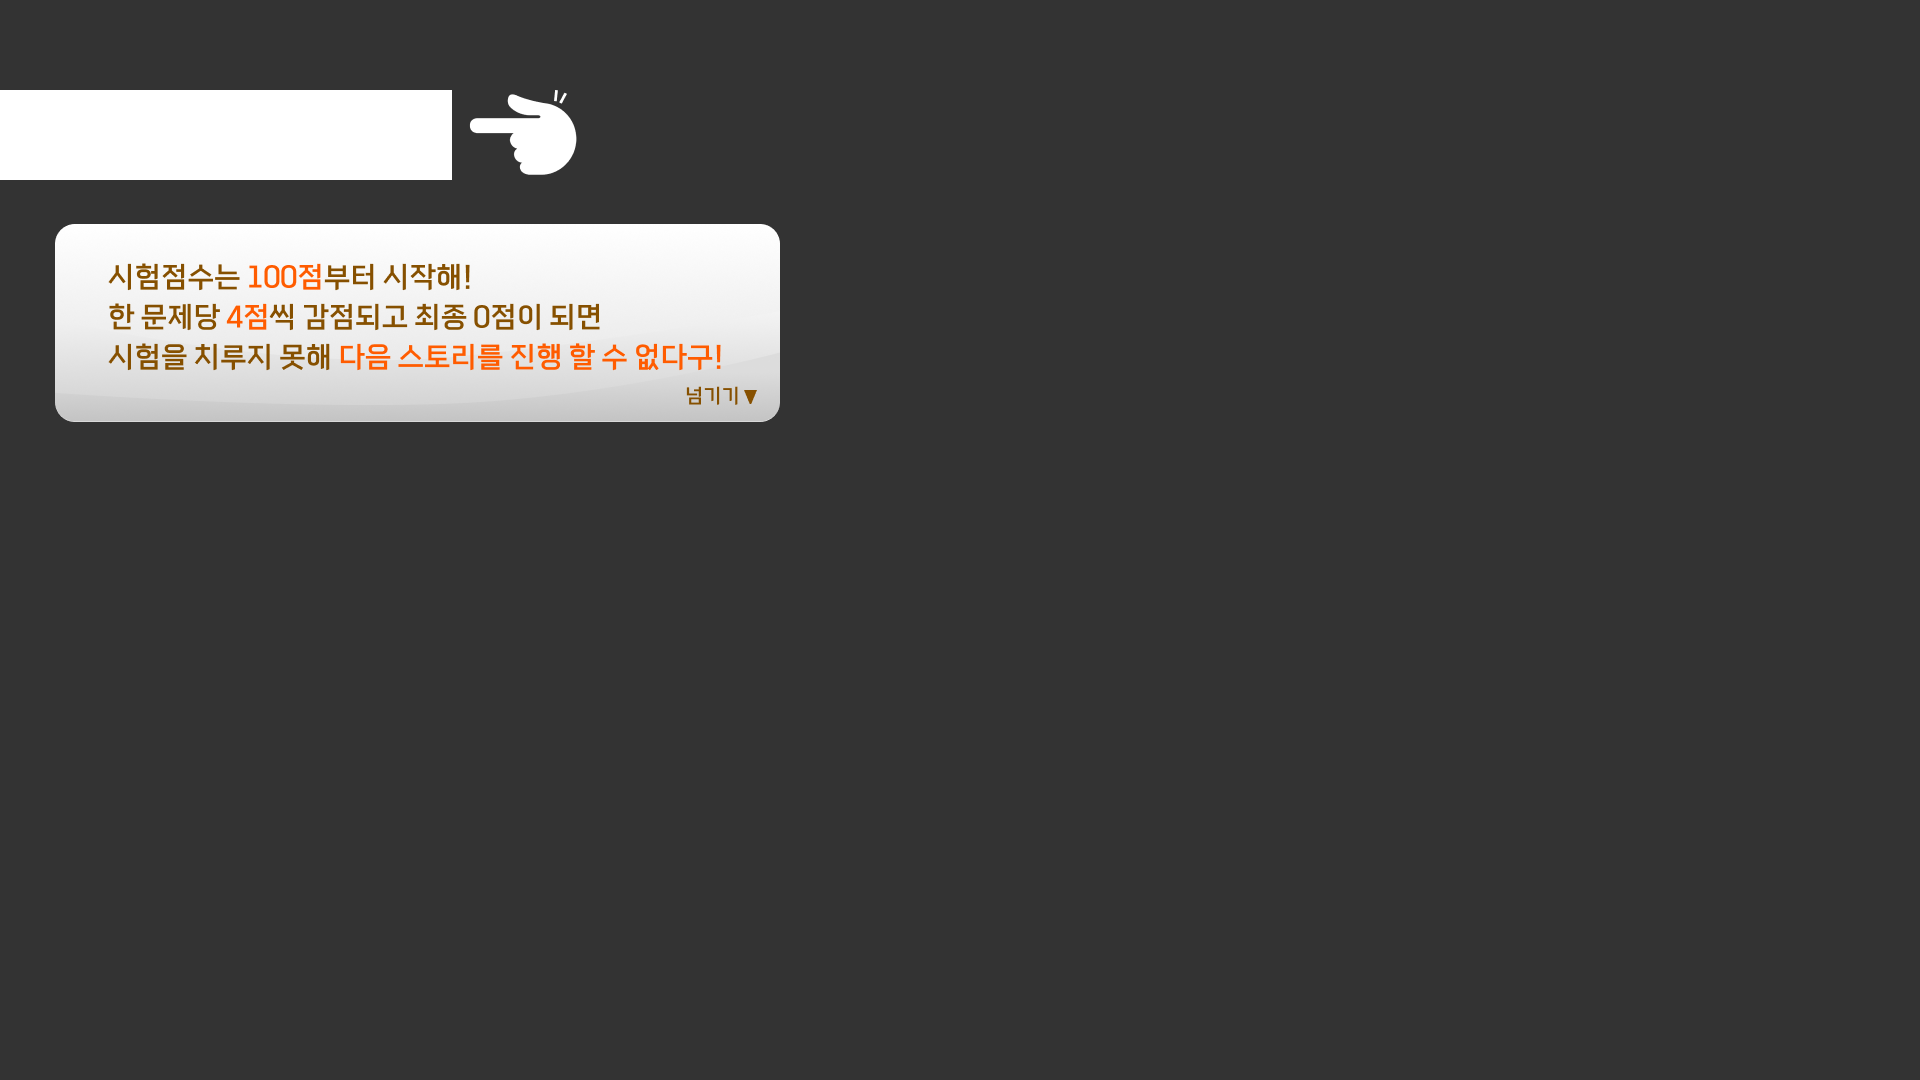 시험점수는 100점부터 시작해!
한 문제당 4점씩 감점되고 최종 0점이 되면
시험을 치루지 못해 다음 스토리를 진행 할 수 없다구!
넘기기▼